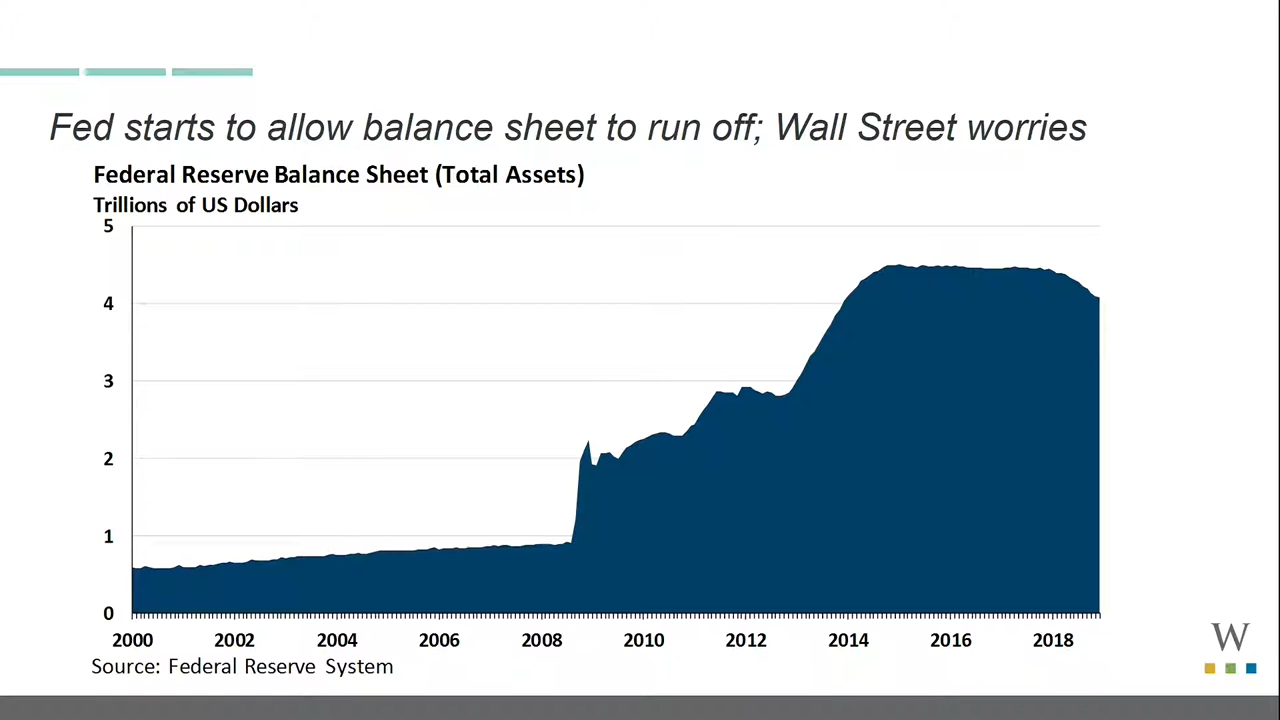 Fed starts to allow balance sheet to run off; Wall Street worries
Federal Reserve Balance Sheet (Total Assets)
Trillions of US Dollars
5
4
3
2
1
0
2000 2002 2004 2006 2008 2010 2012 2014 2016 2018
Source: Federal Reserve System
W